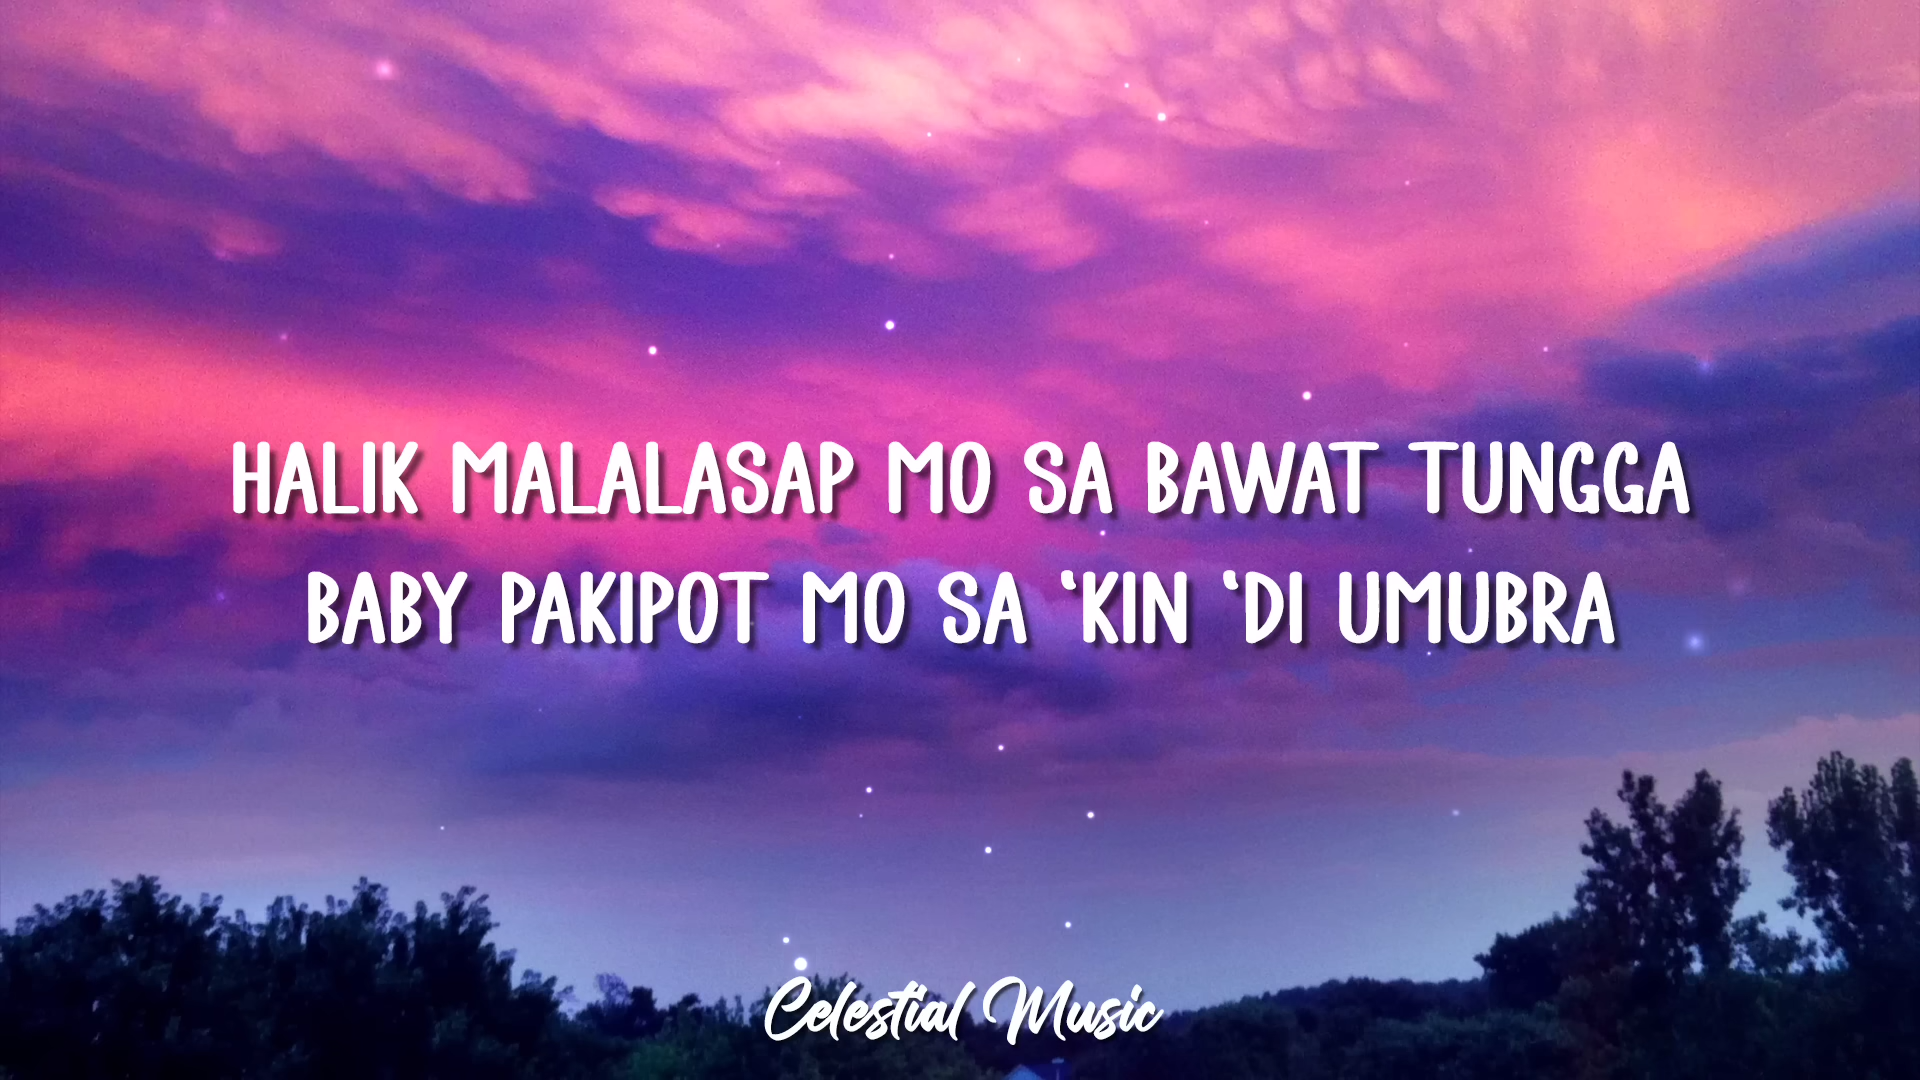 HALIK MALALASAP MO SA BAWAT TUNGGA
BABY PAKIPOT MO SA ‘KIN ‘DI UMUBRA
Celestial Music